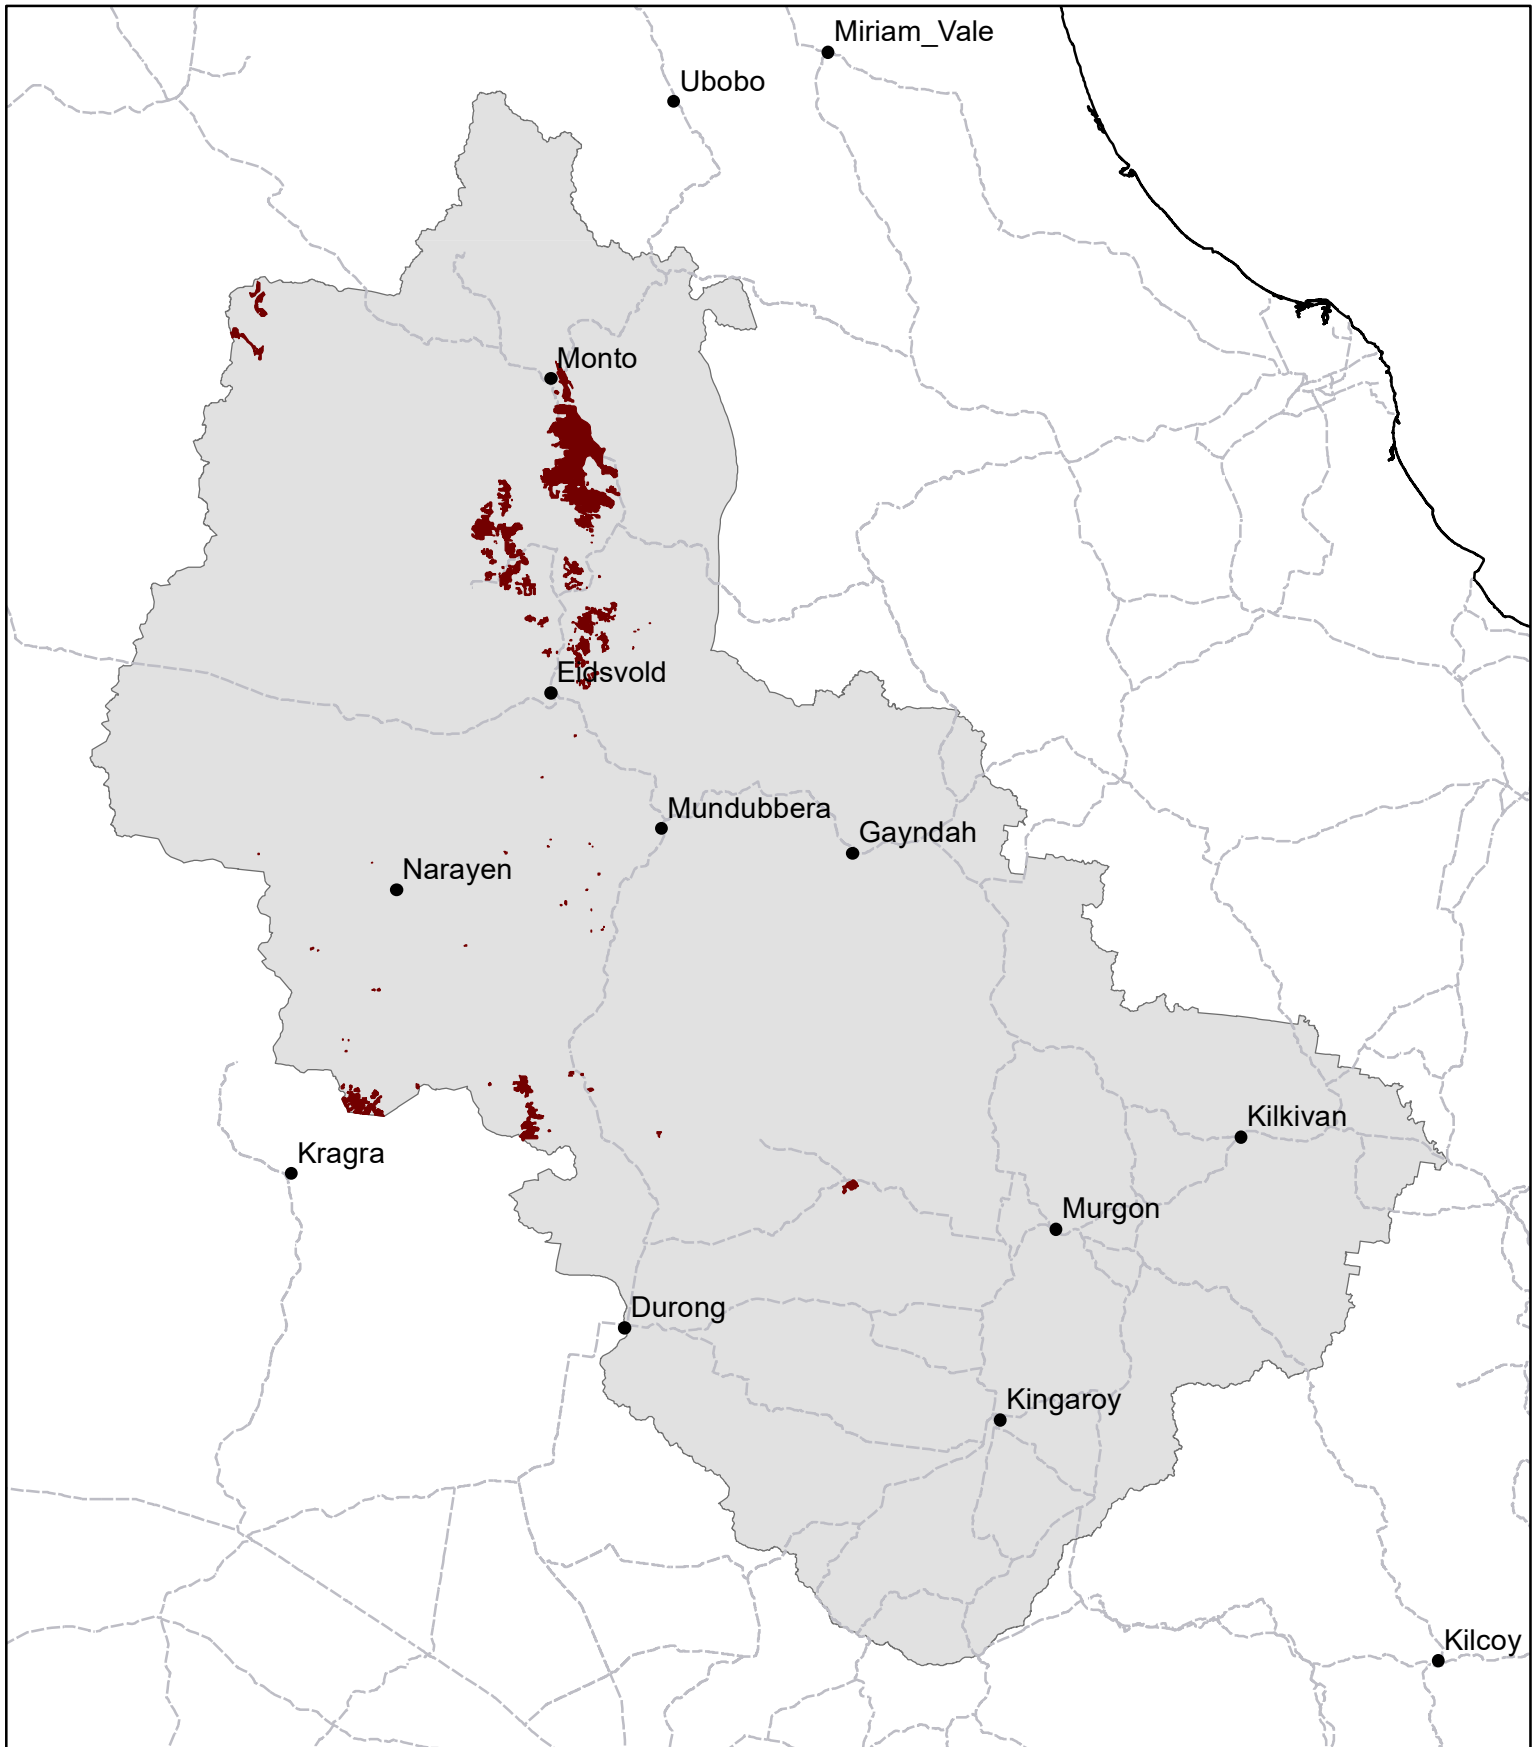 Miriam_Vale
Ubobo
Monto
Eidsvold
Mundubbera
Gayndah
Narayen
Kilkivan
Kragra
Murgon
Durong
Kingaroy
Kilcoy